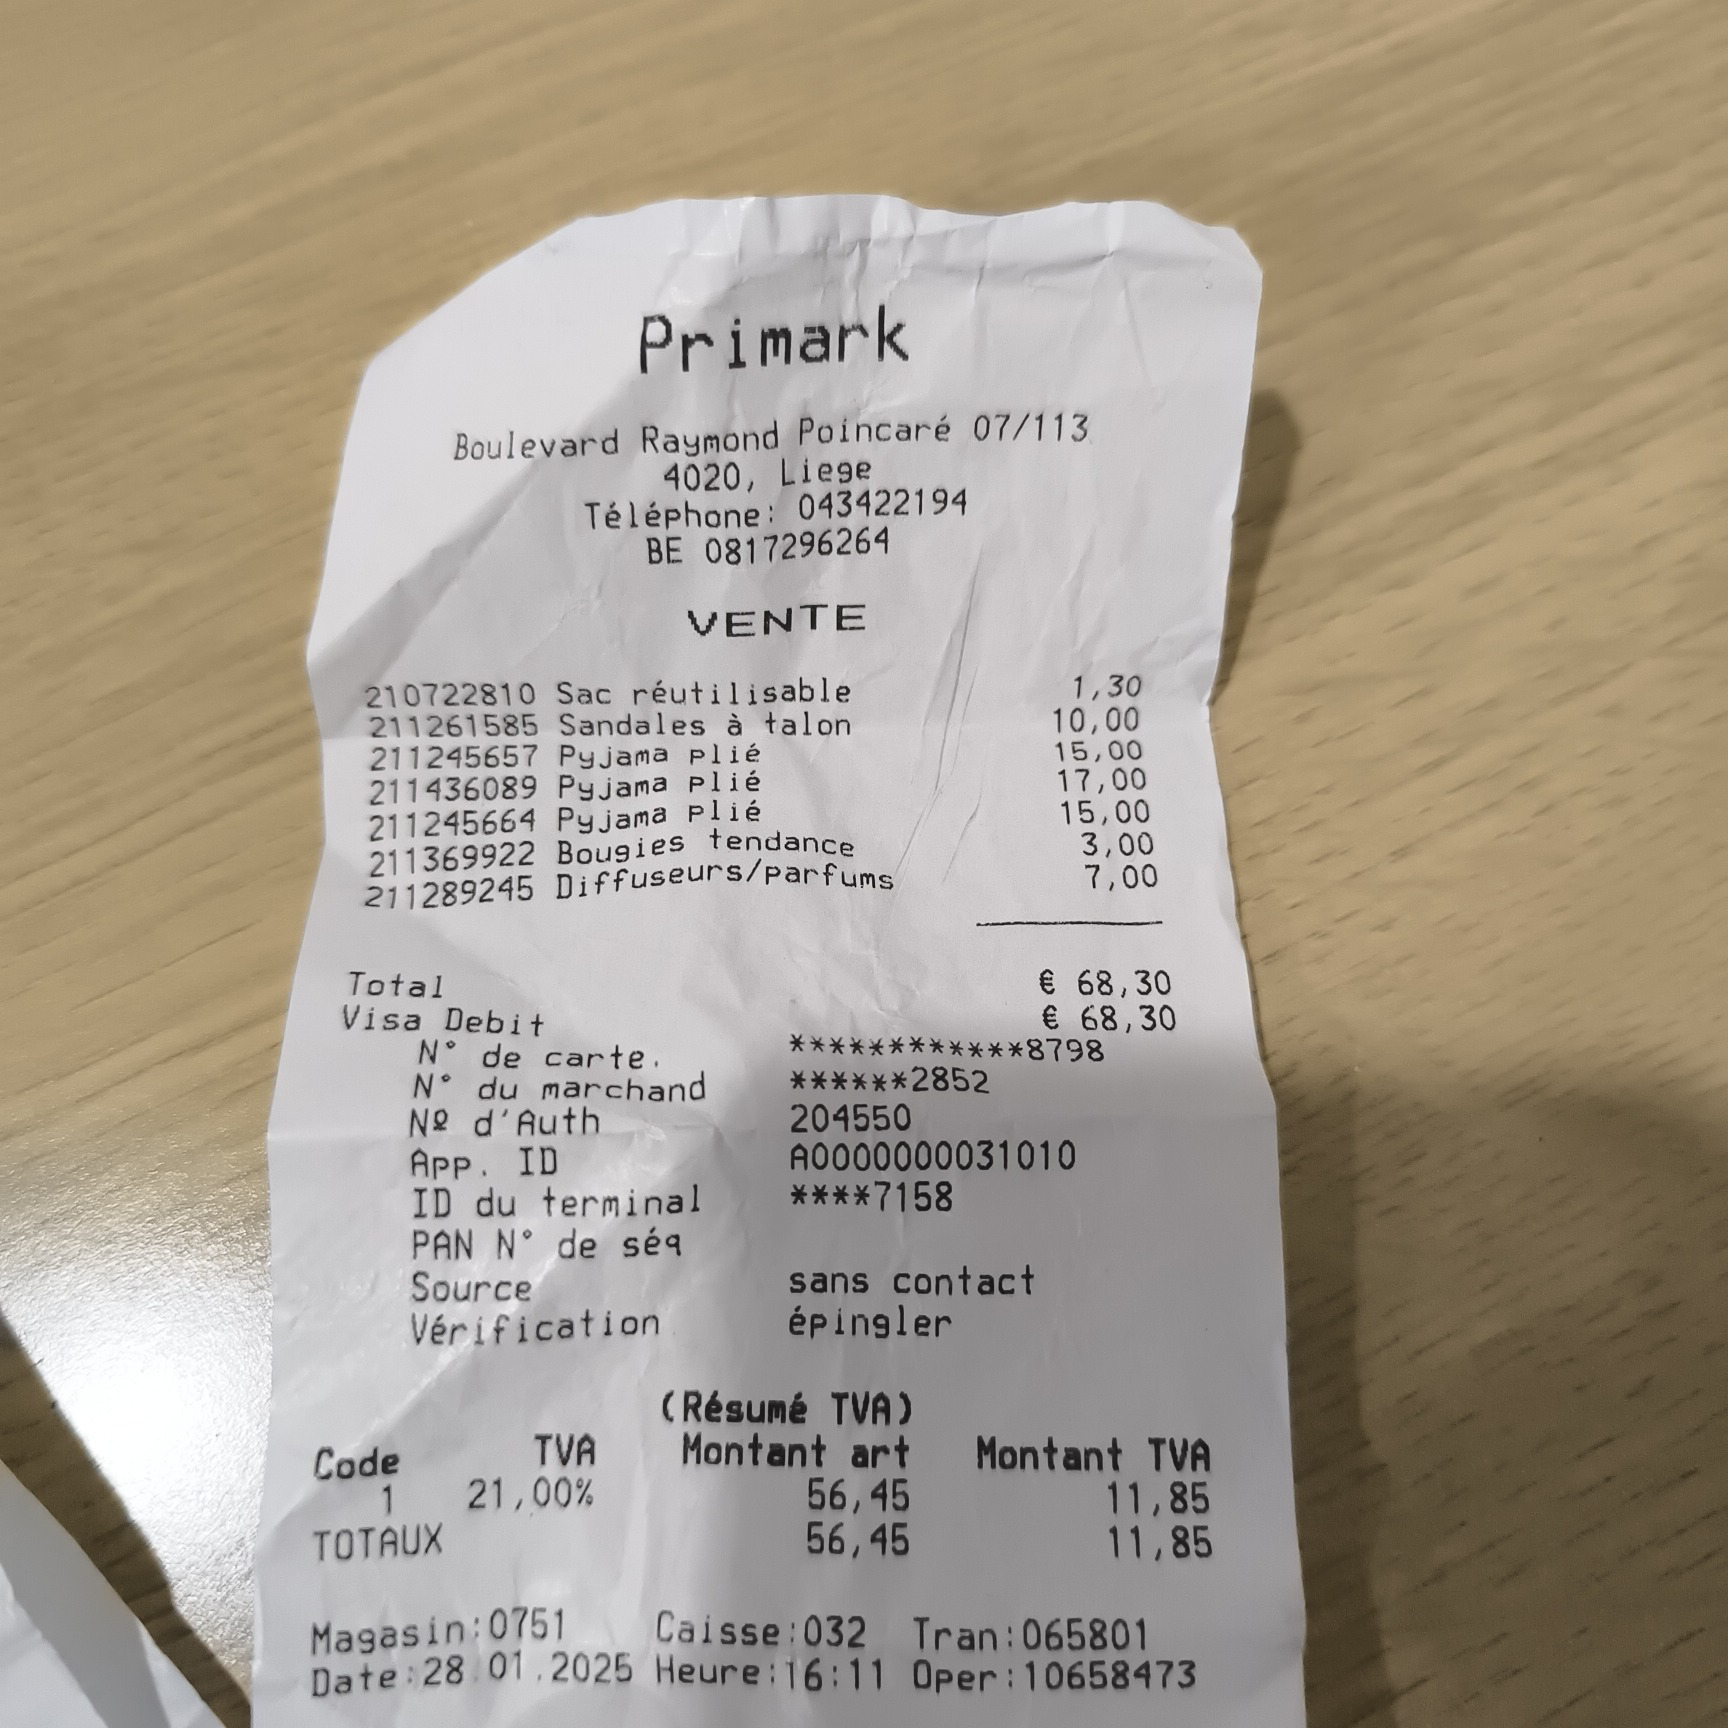 Primark
Boulevard Raymond Poincaré 07/113
4020, Liege
Téléphone: 043422194
BE 0817296264
VENTE
210722810 Sac réutilisable 1,30
211261585 Sandales à talon 10,00
211245657 Pyjama plié 15,00
211436089 Pyjama plié 17,00
211245664 Pyjama plié 15,00
211369922 Bougies tendance 3,00
211289245 Diffuseurs/parfums 7,00
Total € 68,30
Visa Debit € 68,30
N° de carte. ************8798
N° du marchand ******2852
Nº d'Auth 204550
App. ID A0000000031010
ID du terminal ****7158
PAN N° de séq
Source sans contact
Vérification épingler
(Résumé TVA)
Code TVA Montant art Montant TVA
1 21,00% 56,45 11,85
TOTAUX 56,45 11,85
Magasin:0751 Caisse:032 Tran:065801
Date:28.01.2025 Heure:16:11 Oper:10658473